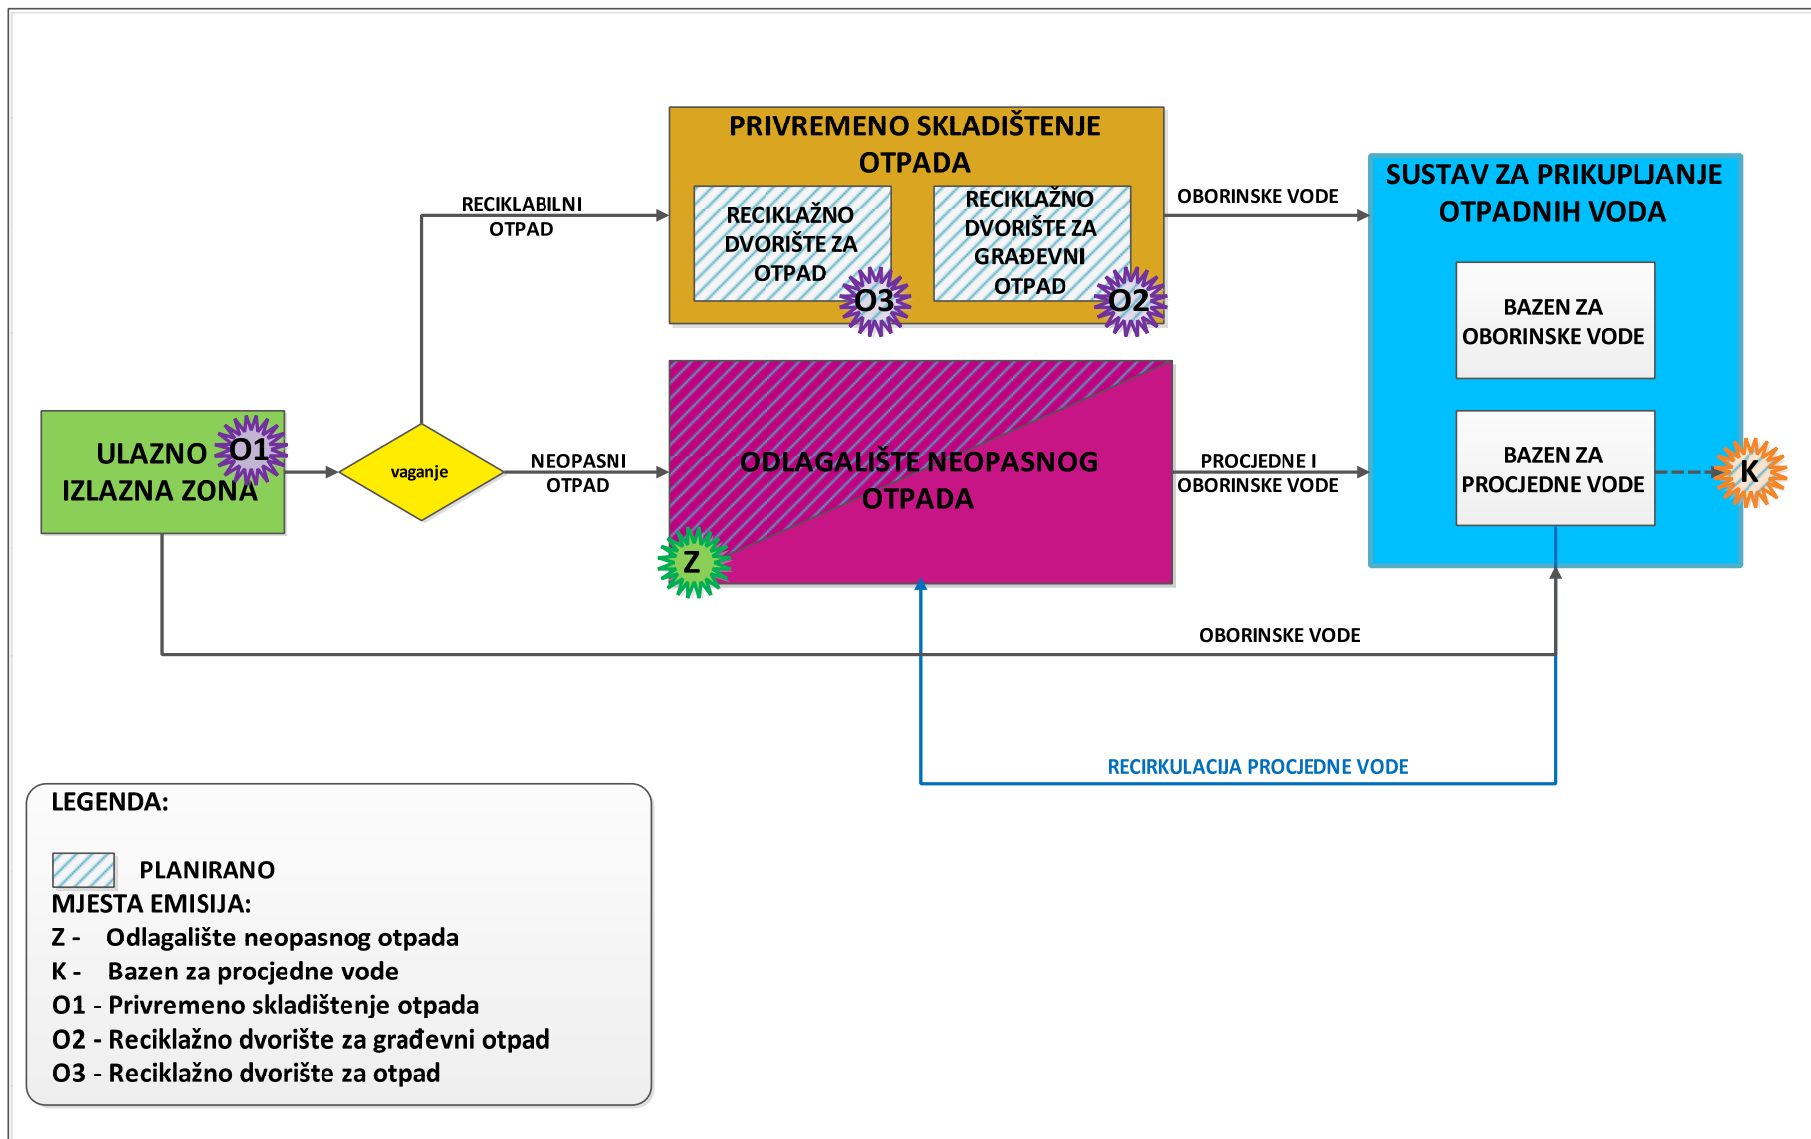 PRIVREMENO SKLADIŠTENJE
OTPADA
RECIKLAŽNO
DVORIŠTE ZA
OTPAD
O3
RECIKLAŽNO
DVORIŠTE ZA
GRAĐEVNI
OTPAD
O2
RECIKLABILNI
OTPAD
OBORINSKE VODE
SUSTAV ZA PRIKUPLJANJE
OTPADNIH VODA
BAZEN ZA
OBORINSKE VODE
BAZEN ZA
PROCJEDNE VODE
K
ULAZNO
IZLAZNA ZONA
O1
vaganje
NEOPASNI
OTPAD
ODLAGALIŠTE NEOPASNOG
OTPADA
Z
PROCJEDNE I
OBORINSKE VODE
OBORINSKE VODE
RECIRKULACIJA PROCJEDNE VODE
LEGENDA:
PLANIRANO
MJESTA EMISIJA:
Z - Odlagalište neopasnog otpada
K - Bazen za procjedne vode
O1 - Privremeno skladištenje otpada
O2 - Reciklažno dvorište za građevni otpad
O3 - Reciklažno dvorište za otpad